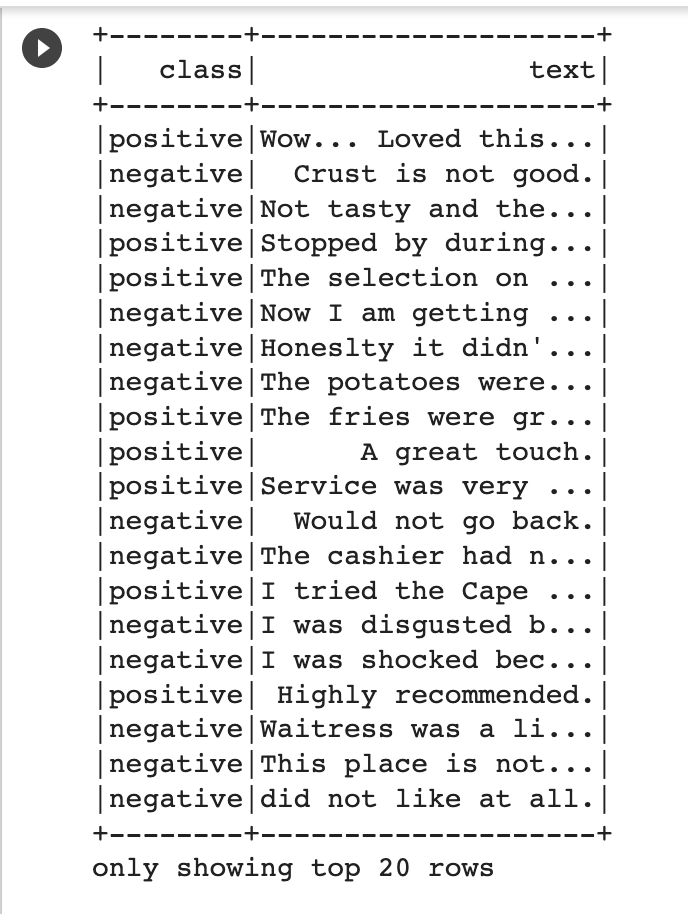 +--------+--------------------+
|   class|                text|
+--------+--------------------+
|positive|Wow... Loved this...|
|negative|  Crust is not good.|
|negative|Not tasty and the...|
|positive|Stopped by during...|
|positive|The selection on ...|
|negative|Now I am getting ...|
|negative|Honeslty it didn'...|
|negative|The potatoes were...|
|positive|The fries were gr...|
|positive|      A great touch.|
|positive|Service was very ...|
|negative|  Would not go back.|
|negative|The cashier had n...|
|positive|I tried the Cape ...|
|negative|I was disgusted b...|
|negative|I was shocked bec...|
|positive| Highly recommended.|
|negative|Waitress was a li...|
|negative|This place is not...|
|negative|did not like at all.|
+--------+--------------------+
only showing top 20 rows